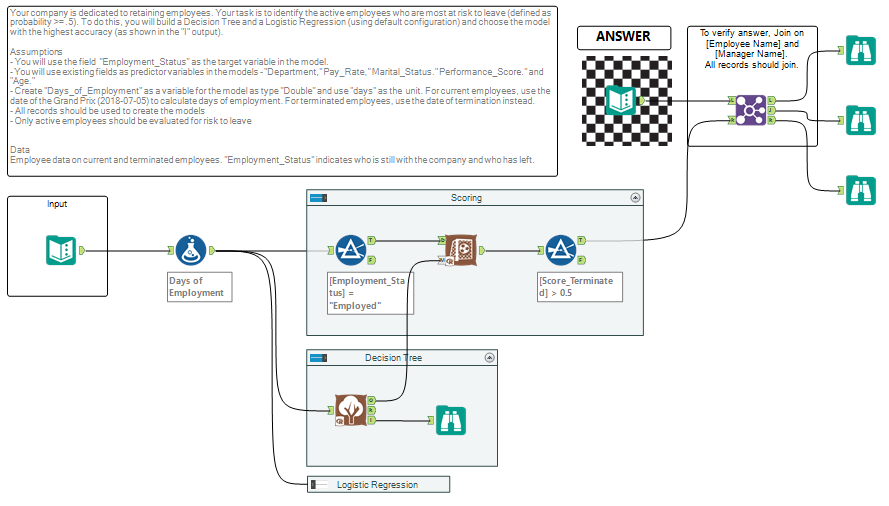 Your company is dedicated to retaining employees. Your task is to identify the active employees who are most at risk to leave (defined as
probability >= .5). To do this, you will build a Decision Tree and a Logistic Regression (using default configuration) and choose the model
with the highest accuracy (as shown in the "I" output).
Assumptions
- You will use the field "Employment_Status" as the target variable in the model.
- You will use existing fields as predictor variables in the models - "Department," Pay_Rate," Marital_Status." Performance_Score." and
"Age."
- Create "Days_of_Employment" as a variable for the model as type "Double" and use "days" as the unit. For current employees, use the
date of the Grand Prix (2018-07-05) to calculate days of employment. For terminated employees, use the date of termination instead.
- All records should be used to create the models
- Only active employees should be evaluated for risk to leave
Data
Employee data on current and terminated employees. "Employment_Status" indicates who is still with the company and who has left.
ANSWER
To verify answer, Join on
[Employee Name] and
[Manager Name].
All records should join.
L
R
L
J
R
Input
Days of
Employment
Scoring
T
F
[Employment_Sta
tus] =
"Employed"
D
M
T
F
[Score_Terminate
d] > 0.5
Decision Tree
O
R
I
Logistic Regression